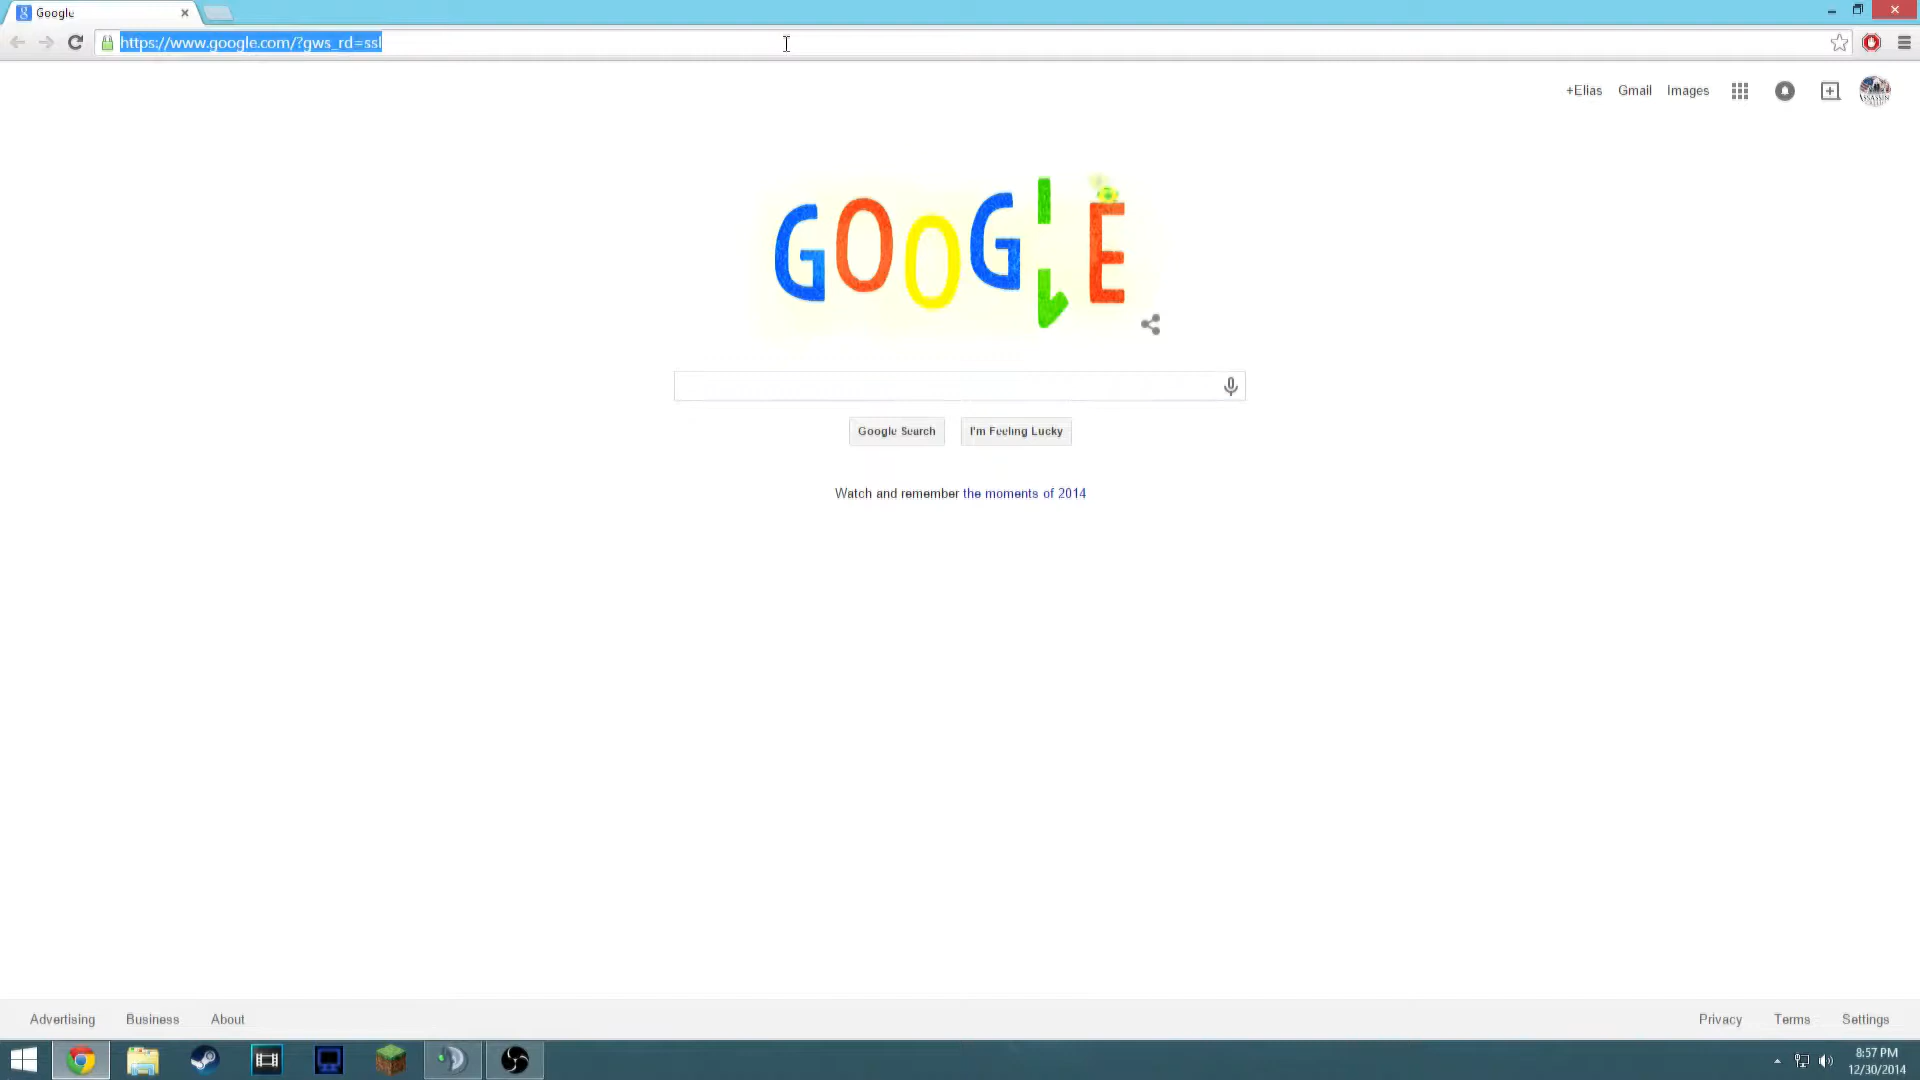 Google
https://www.google.com/?gws_rd=ssl
+Elias Gmail Images
GOOGLE
Google Search I'm Feeling Lucky
Watch and remember the moments of 2014
Advertising Business About
Privacy Terms Settings
8:57 PM
12/30/2014